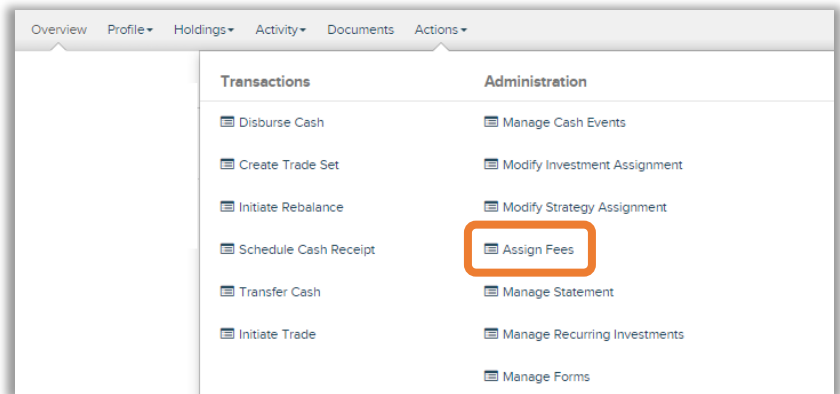 Overview Profile Holdings Activity Documents Actions
Transactions
Disburse Cash
Create Trade Set
Initiate Rebalance
Schedule Cash Receipt
Transfer Cash
Initiate Trade
Administration
Manage Cash Events
Modify Investment Assignment
Modify Strategy Assignment
Assign Fees
Manage Statement
Manage Recurring Investments
Manage Forms